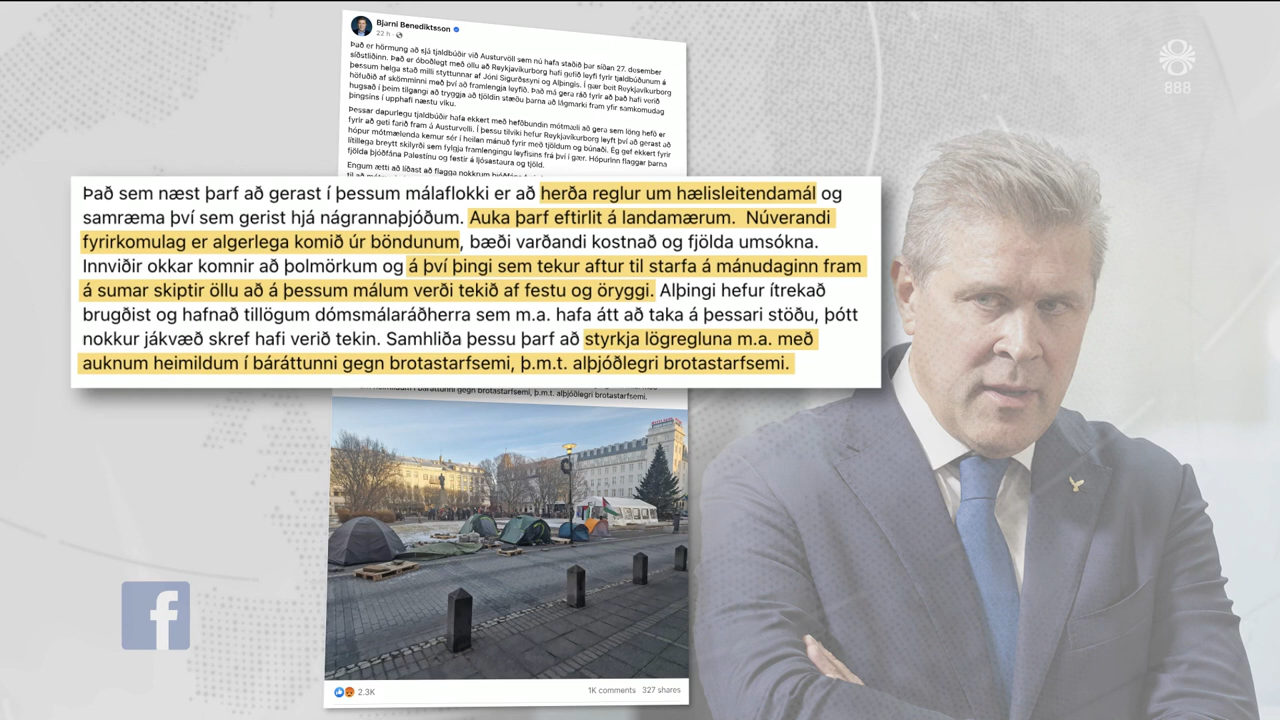 Bjarni Benediktsson
22 h
Það er hörmung að sjá tjaldbúðir við Austurvöll sem nú hafa staðið þar síðan 27. desember
síðstliðinn. Það er óboðlegt með öllu að Reykjavíkurborg hafi gefið leyfi fyrir tjaldbúðunum á
þessum helga stað milli styttunnar af Jóni Sigurðssyni og Alþingis. Í gær beit Reykjavíkurborg
höfuðið af skömminni með því að framlengja leyfið. Það má gera ráð fyrir að það hafi verið
hugsað í þeim tilgangi að tryggja að tjöldin stæðu þarna að lágmarki fram yfir samkomudag
þingsins í upphafi næstu viku.
Þessar dapurlegu tjaldbúðir hafa ekkert með hefðbundin mótmæli að gera sem löng hefð er
fyrir að geti farið fram á Austurvelli. Í þessu tilviki hefur Reykjavíkurborg leyft því að gerast að
hópur mótmælenda kemur sér í heilan mánuð fyrir með tjöldum og búnaði. Ég gef ekkert fyrir
lítillega breytt skilyrði sem fylgja framlengingu leyfisins frá því í gær. Hópurinn flaggar þarna
fjölda þjóðfána Palestínu og festir á ljósastaura og tjöld.
Engum ætti að líðast að flagga nokkrum þjóðfána
Það sem næst þarf að gerast í þessum málaflokki er að herða reglur um hælisleitendamál og
samræma því sem gerist hjá nágrannaþjóðum. Auka þarf eftirlit á landamærum. Núverandi
fyrirkomulag er algerlega komið úr böndunum, bæði varðandi kostnað og fjölda umsókna.
Innviðir okkar komnir að þolmörkum og á því þingi sem tekur aftur til starfa á mánudaginn fram
á sumar skiptir öllu að á þessum málum verði tekið af festu og öryggi. Alþingi hefur ítrekað
brugðist og hafnað tillögum dómsmálaráðherra sem m.a. hafa átt að taka á þessari stöðu, þótt
nokkur jákvæð skref hafi verið tekin. Samhliða þessu þarf að styrkja lögregluna m.a. með
auknum heimildum í báráttunni gegn brotastarfsemi, þ.m.t. alþjóðlegri brotastarfsemi.
heimildum í báráttunni gegn brotastarfsemi, þ.m.t. alþjóðlegri brotastarfsemi.
2.3K
1K comments 327 shares
888
f